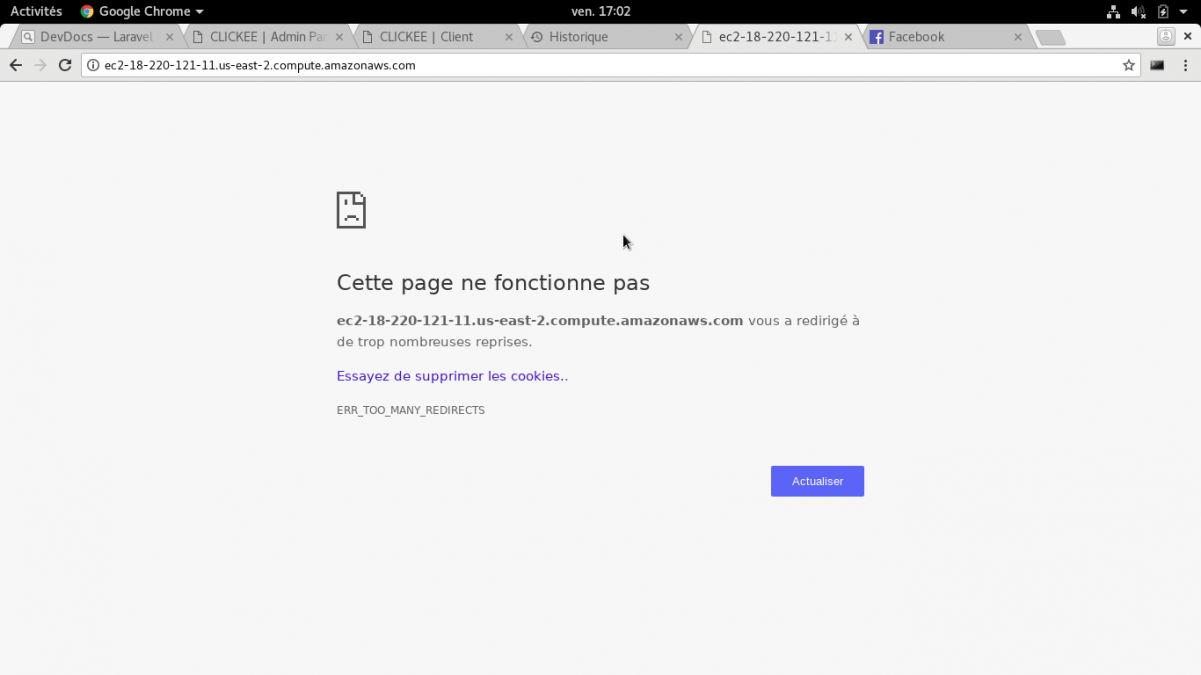 Activités Google Chrome ven. 17:02
DevDocs — Laravel CLICKEE | Admin Pan CLICKEE | Client Historique ec2-18-220-121-11 Facebook
ec2-18-220-121-11.us-east-2.compute.amazonaws.com
Cette page ne fonctionne pas
ec2-18-220-121-11.us-east-2.compute.amazonaws.com vous a redirigé à
de trop nombreuses reprises.
Essayez de supprimer les cookies..
ERR_TOO_MANY_REDIRECTS
Actualiser